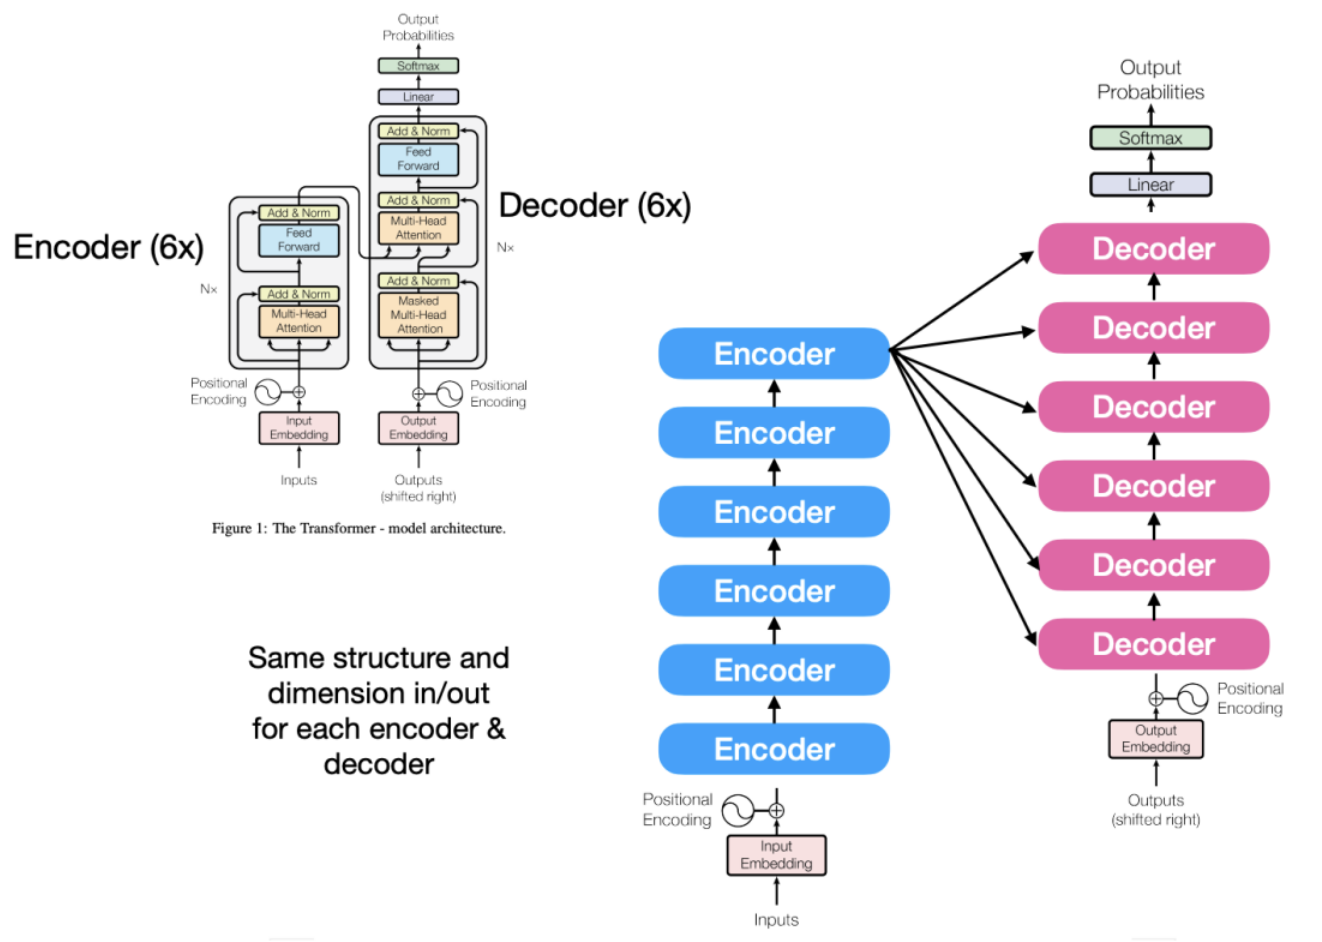 Output
Probabilities
Softmax
Linear
Add & Norm
Feed
Forward
Add & Norm
Multi-Head
Attention
Add & Norm
Masked
Multi-Head
Attention
Decoder (6x)
N×
Encoder (6x)
Add & Norm
Feed
Forward
N×
Add & Norm
Multi-Head
Attention
Positional
Encoding
Positional
Encoding
Input
Embedding
Output
Embedding
Inputs
Outputs
(shifted right)
Figure 1: The Transformer - model architecture.
Same structure and
dimension in/out
for each encoder &
decoder
Encoder
Encoder
Encoder
Encoder
Encoder
Encoder
Positional
Encoding
Input
Embedding
Inputs
Output
Probabilities
Softmax
Linear
Decoder
Decoder
Decoder
Decoder
Decoder
Decoder
Positional
Encoding
Output
Embedding
Outputs
(shifted right)